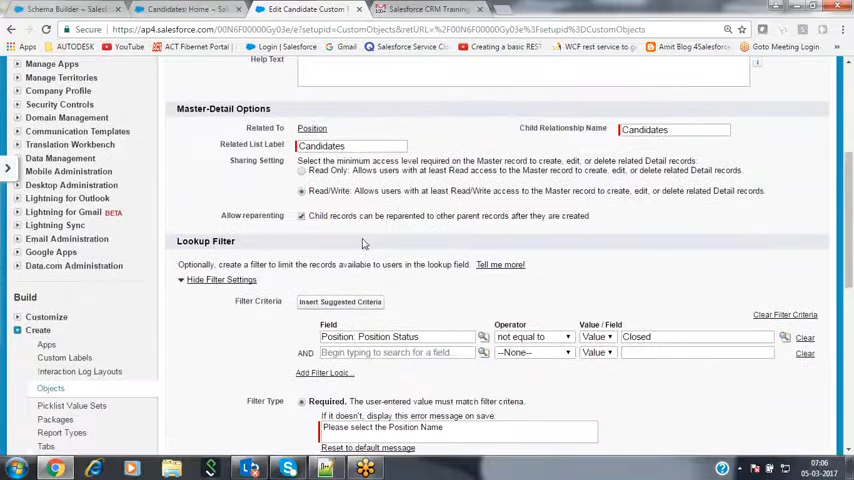 Schema Builder ~ Salesfo
Candidates: Home ~ Sales
Edit Candidate Custom
Salesforce CRM Training
https://ap4.salesforce.com/00N6F00000Gy03e/e?setupid=CustomObjects&retURL=%2F00N6F00000Gy03e%3Fsetupid%3DCustomObjects
Apps AUTODESK YouTube ACT Fibernet Portal Login | Salesforce Gmail Salesforce Service Clo Creating a basic REST WCF rest service to ge Amit Blog 4Salesforce Goto Meeting Login
Manage Apps
Manage Territories
Company Profile
Security Controls
Domain Management
Communication Templates
Translation Workbench
Data Management
Mobile Administration
Desktop Administration
Lightning for Outlook
Lightning for Gmail BETA
Lightning Sync
Email Administration
Google Apps
Data.com Administration
Build
Customize
Create
Apps
Custom Labels
Interaction Log Layouts
Objects
Picklist Value Sets
Packages
Report Types
Tabs
Help Text
i
Master-Detail Options
Related To Position
Child Relationship Name Candidates
Related List Label Candidates
Sharing Setting Select the minimum access level required on the Master record to create, edit, or delete related Detail records:
Read Only: Allows users with at least Read access to the Master record to create, edit, or delete related Detail records.
Read/Write: Allows users with at least Read/Write access to the Master record to create, edit, or delete related Detail records.
Allow reparenting Child records can be reparented to other parent records after they are created
Lookup Filter
Optionally, create a filter to limit the records available to users in the lookup field. Tell me more!
Hide Filter Settings
Filter Criteria Insert Suggested Criteria
Clear Filter Criteria
Field Operator Value / Field
Position: Position Status not equal to Value Closed Clear
AND Begin typing to search for a field... --None-- Value Clear
Add Filter Logic...
Filter Type Required. The user-entered value must match filter criteria.
If it doesn't, display this error message on save:
Please select the Position Name
Reset to default message
07:06
05-03-2017